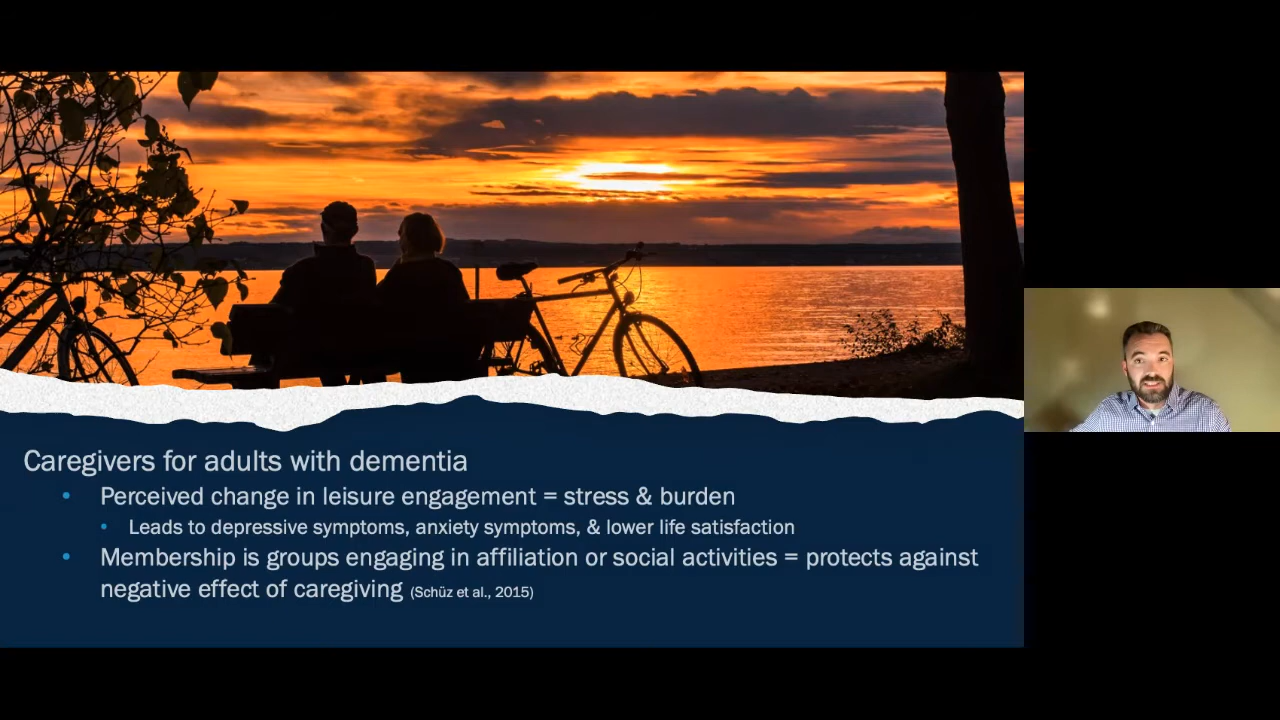 Caregivers for adults with dementia
• Perceived change in leisure engagement = stress & burden
• Leads to depressive symptoms, anxiety symptoms, & lower life satisfaction
• Membership is groups engaging in affiliation or social activities = protects against
negative effect of caregiving (Schüz et al., 2015)